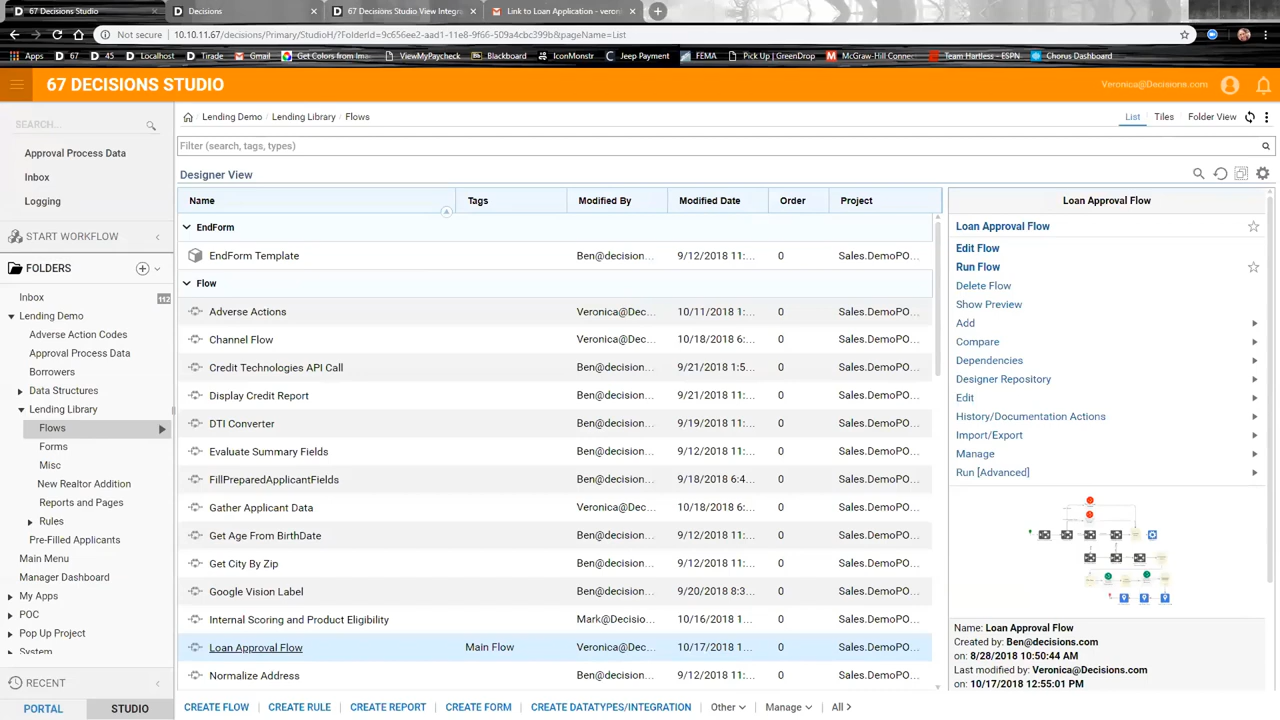 67 Decisions Studio
Decisions
67 Decisions Studio View Integr
Link to Loan Application - veron
Not secure 10.10.11.67/decisions/Primary/StudioH/?FolderId=9c656ee2-aad1-11e8-9f66-509a4cbc399b&pageName=List
Apps D 67 D 45 Localhost D Tirade Gmail Get Colors from Ima ViewMyPaycheck Blackboard IconMonstr Jeep Payment FEMA Pick Up | GreenDrop McGraw-Hill Connec Team Hartless - ESPN Chorus Dashboard
67 DECISIONS STUDIO
Veronica@Decisions.com
SEARCH...
Approval Process Data
Inbox
Logging
START WORKFLOW
FOLDERS
Inbox 112
Lending Demo
Adverse Action Codes
Approval Process Data
Borrowers
Data Structures
Lending Library
Flows
Forms
Misc
New Realtor Addition
Reports and Pages
Rules
Pre-Filled Applicants
Main Menu
Manager Dashboard
My Apps
POC
Pop Up Project
System
RECENT
PORTAL STUDIO
Lending Demo Lending Library Flows
List Tiles Folder View
Filter (search, tags, types)
Designer View
Name Tags Modified By Modified Date Order Project
EndForm
EndForm Template Ben@decision... 9/12/2018 11:... 0 Sales.DemoPO...
Flow
Adverse Actions Veronica@Dec... 10/11/2018 1:... 0 Sales.DemoPO...
Channel Flow Veronica@Dec... 10/18/2018 6:... 0 Sales.DemoPO...
Credit Technologies API Call Ben@decision... 9/21/2018 1:5... 0 Sales.DemoPO...
Display Credit Report Ben@decision... 9/21/2018 11:... 0 Sales.DemoPO...
DTI Converter Ben@decision... 9/19/2018 11:... 0 Sales.DemoPO...
Evaluate Summary Fields Ben@decision... 9/12/2018 11:... 0 Sales.DemoPO...
FillPreparedApplicantFields Ben@decision... 9/18/2018 6:4... 0 Sales.DemoPO...
Gather Applicant Data Veronica@Dec... 10/18/2018 6:... 0 Sales.DemoPO...
Get Age From BirthDate Ben@decision... 9/12/2018 11:... 0 Sales.DemoPO...
Get City By Zip Ben@decision... 9/12/2018 11:... 0 Sales.DemoPO...
Google Vision Label Ben@decision... 9/20/2018 8:3... 0 Sales.DemoPO...
Internal Scoring and Product Eligibility Mark@Decisio... 10/16/2018 1:... 0 Sales.DemoPO...
Loan Approval Flow Main Flow Veronica@Dec... 10/17/2018 1... 0 Sales.DemoPO...
Normalize Address Ben@decision... 9/12/2018 11:... 0 Sales.DemoPO...
CREATE FLOW CREATE RULE CREATE REPORT CREATE FORM CREATE DATATYPES/INTEGRATION Other Manage All
Loan Approval Flow
Loan Approval Flow
Edit Flow
Run Flow
Delete Flow
Show Preview
Add
Compare
Dependencies
Designer Repository
Edit
History/Documentation Actions
Import/Export
Manage
Run [Advanced]
Name: Loan Approval Flow
Created by: Ben@decisions.com
on: 8/28/2018 10:50:44 AM
Last modified by: Veronica@Decisions.com
on: 10/17/2018 12:55:01 PM